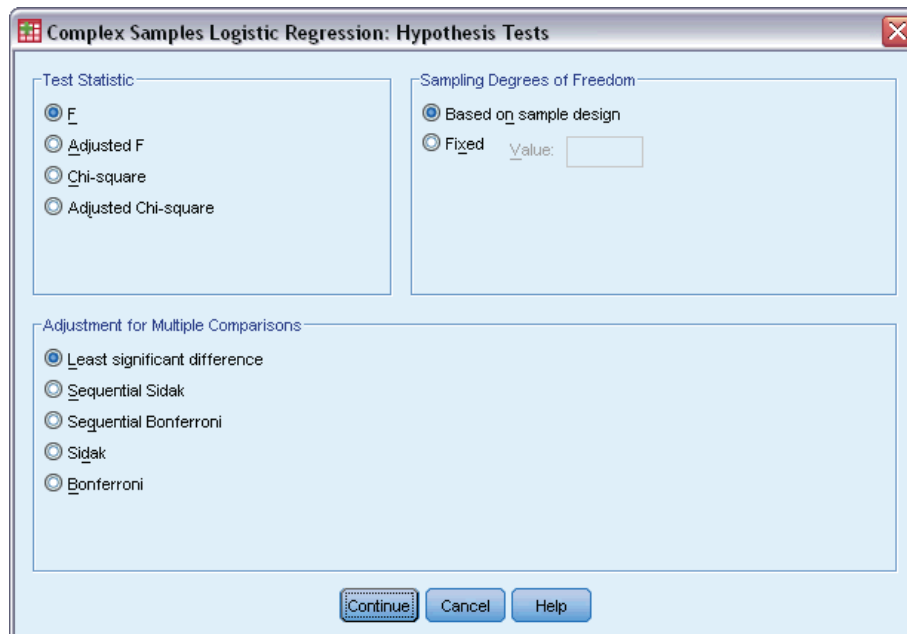 Complex Samples Logistic Regression: Hypothesis Tests
Test Statistic
F
Adjusted F
Chi-square
Adjusted Chi-square
Sampling Degrees of Freedom
Based on sample design
Fixed Value:
Adjustment for Multiple Comparisons
Least significant difference
Sequential Sidak
Sequential Bonferroni
Sidak
Bonferroni
Continue Cancel Help